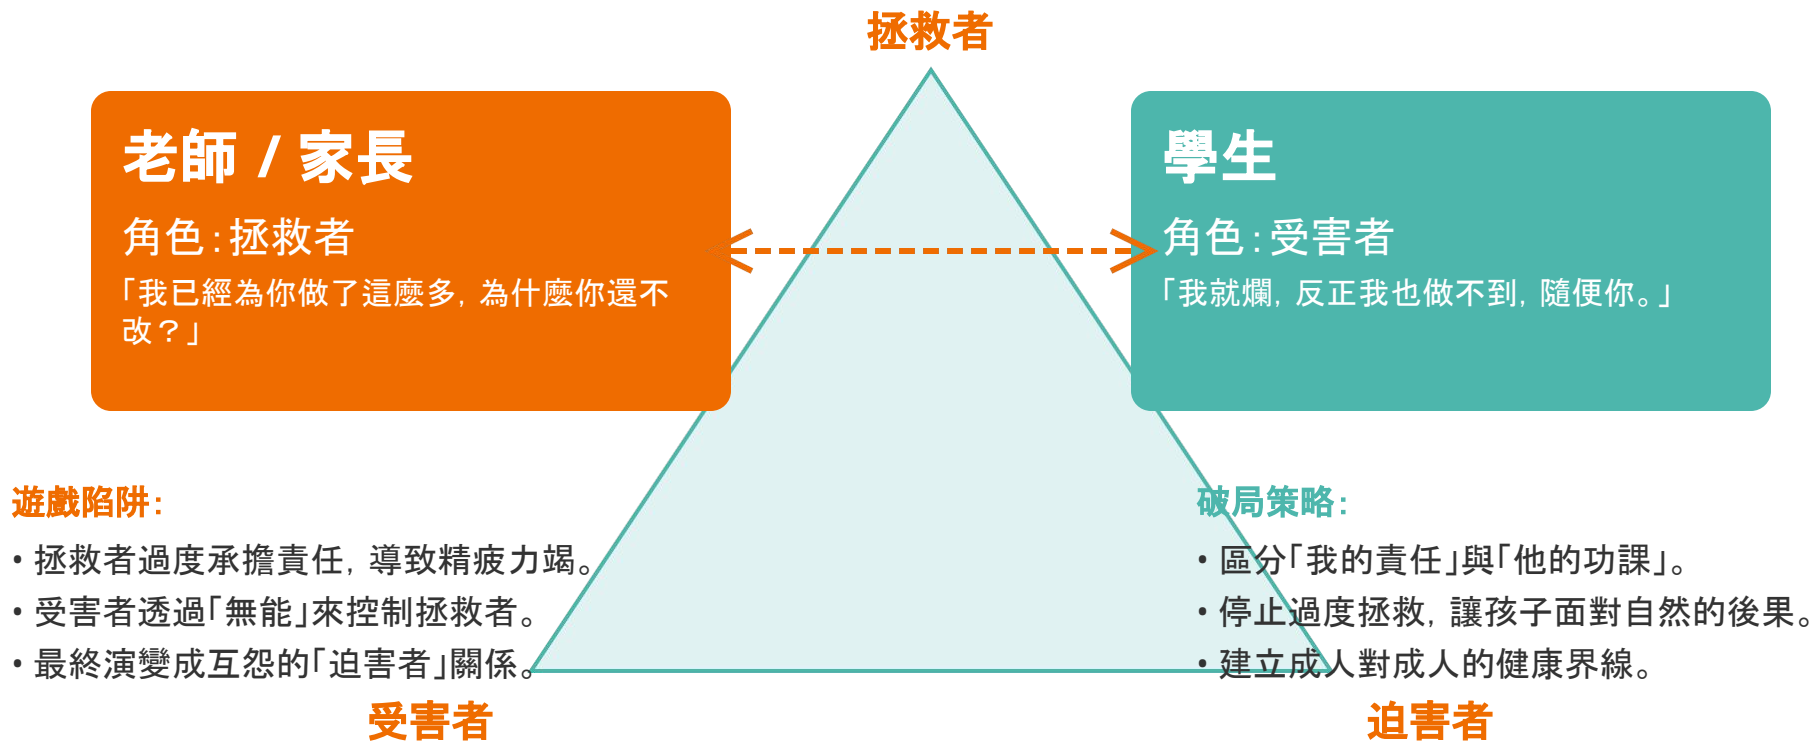 拯救者
老師 / 家長
角色：拯救者
「我已經為你做了這麼多，為什麼你還不
改？」
學生
角色：受害者
「我就爛，反正我也做不到，隨便你。」
遊戲陷阱：
• 拯救者過度承擔責任，導致精疲力竭。
• 受害者透過「無能」來控制拯救者。
• 最終演變成互怨的「迫害者」關係。
破局策略：
• 區分「我的責任」與「他的功課」。
• 停止過度拯救，讓孩子面對自然的後果。
• 建立成人對成人的健康界線。
受害者
迫害者